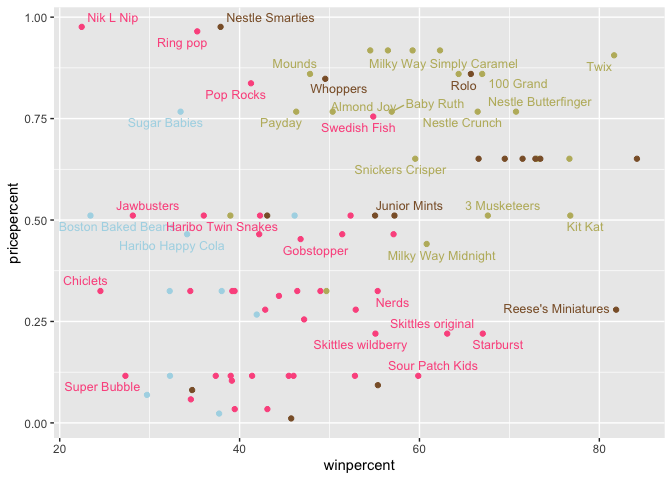 1.00
0.75
0.50
0.25
0.00
pricepercent
Nik L Nip
Nestle Smarties
Ring pop
Mounds
Milky Way Simply Caramel
Twix
Whoppers
Rolo
100 Grand
Pop Rocks
Almond Joy
Baby Ruth
Nestle Butterfinger
Sugar Babies
Payday
Swedish Fish
Nestle Crunch
Snickers Crisper
Jawbusters
Junior Mints
3 Musketeers
Boston Baked Beans
Haribo Twin Snakes
Kit Kat
Haribo Happy Cola
Gobstopper
Milky Way Midnight
Chiclets
Nerds
Reese's Miniatures
Skittles original
Skittles wildberry
Starburst
Sour Patch Kids
Super Bubble
20
40
60
80
winpercent